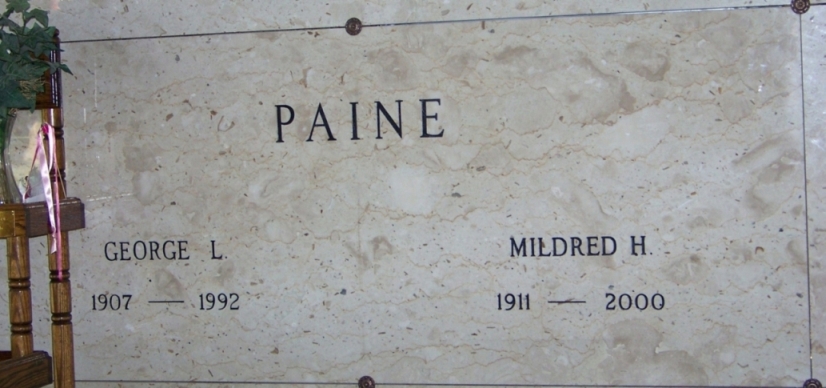 PAINE
GEORGE L.
1907 — 1992
MILDRED H.
1911 — 2000